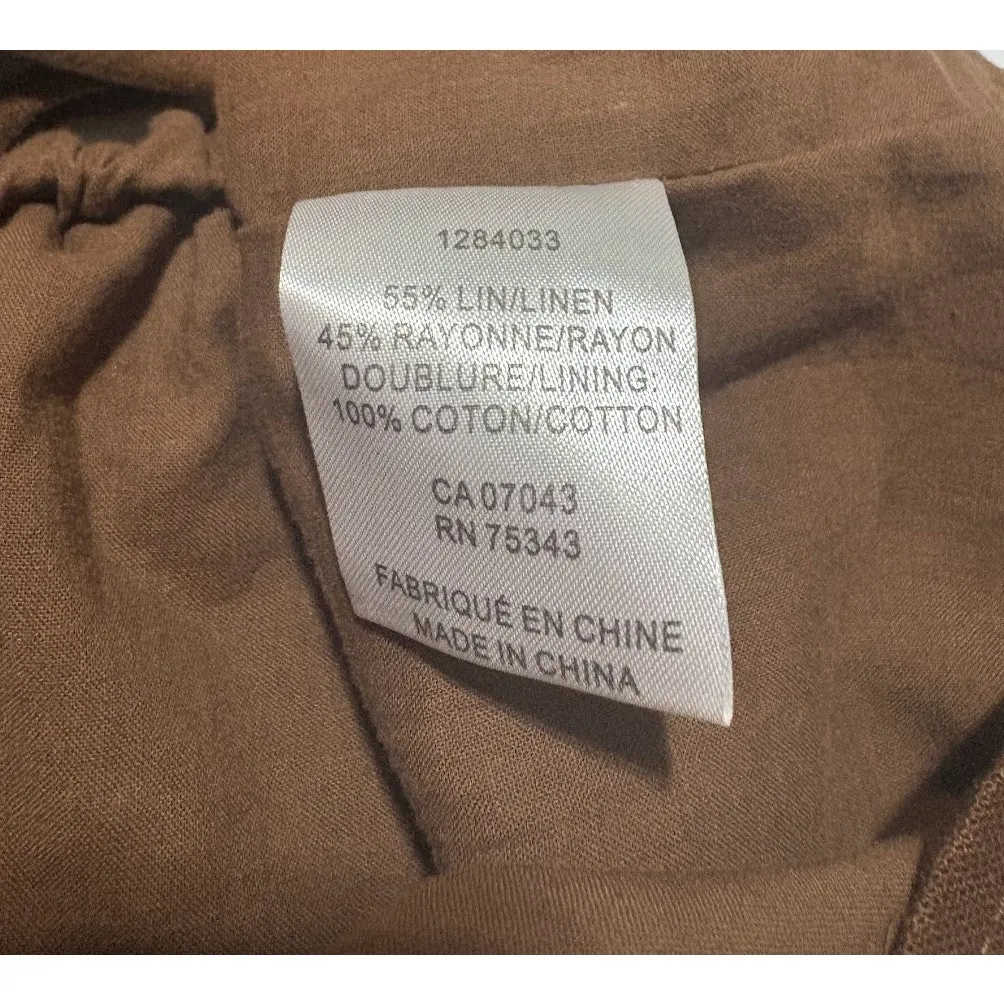 1284033
55% LIN/LINEN
45% RAYONNE/RAYON
DOUBLURE/LINING:
100% COTON/COTTON
CA 07043
RN 75343
FABRIQUÉ EN CHINE
MADE IN CHINA